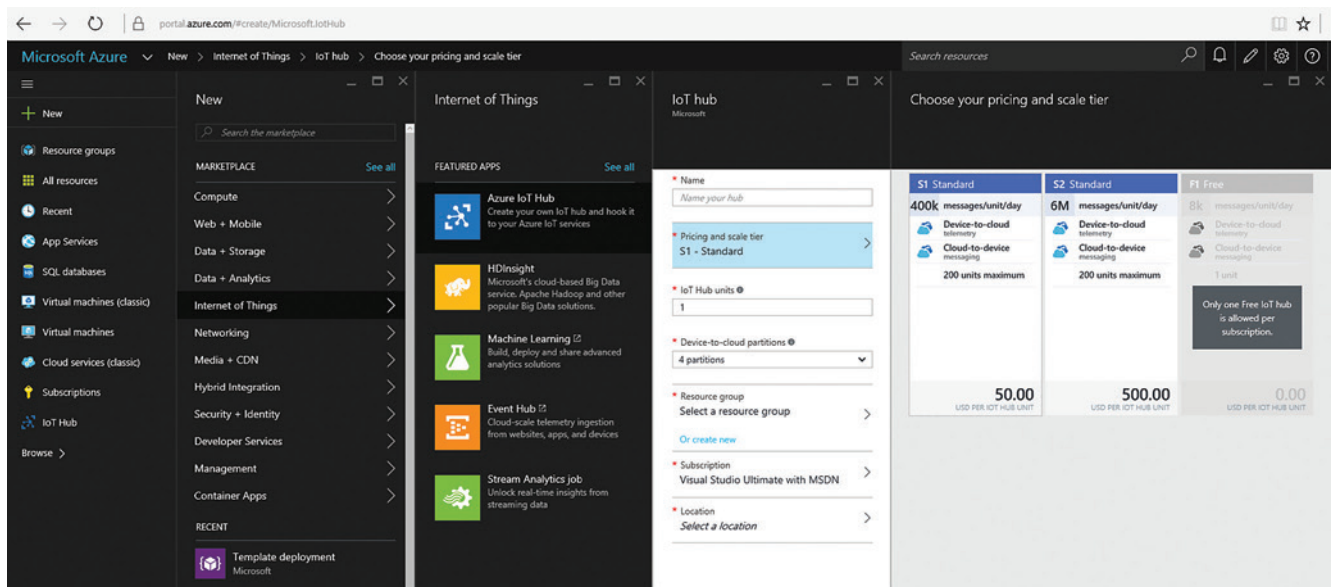 portal.azure.com/#create/Microsoft.IotHub
Microsoft Azure New > Internet of Things > IoT hub > Choose your pricing and scale tier
Search resources
New
Resource groups
All resources
Recent
App Services
SQL databases
Virtual machines (classic)
Virtual machines
Cloud services (classic)
Subscriptions
IoT Hub
Browse >
New
Search the marketplace
MARKETPLACE See all
Compute
Web + Mobile
Data + Storage
Data + Analytics
Internet of Things
Networking
Media + CDN
Hybrid Integration
Security + Identity
Developer Services
Management
Container Apps
RECENT
Template deployment
Microsoft
Internet of Things
FEATURED APPS See all
Azure IoT Hub
Create your own IoT hub and hook it
to your Azure IoT services
HDInsight
Microsoft's cloud-based Big Data
service. Apache Hadoop and other
popular Big Data solutions.
Machine Learning
Build, deploy and share advanced
analytics solutions
Event Hub
Cloud-scale telemetry ingestion
from websites, apps, and devices
Stream Analytics job
Unlock real-time insights from
streaming data
IoT hub
Microsoft
* Name
Name your hub
* Pricing and scale tier
S1 - Standard
* IoT Hub units
1
* Device-to-cloud partitions
4 partitions
* Resource group
Select a resource group
Or create new
* Subscription
Visual Studio Ultimate with MSDN
* Location
Select a location
Choose your pricing and scale tier
S1 Standard
400k messages/unit/day
Device-to-cloud
telemetry
Cloud-to-device
messaging
200 units maximum
50.00
USD PER IOT HUB UNIT
S2 Standard
6M messages/unit/day
Device-to-cloud
telemetry
Cloud-to-device
messaging
200 units maximum
500.00
USD PER IOT HUB UNIT
F1 Free
8k messages/unit/day
Device-to-cloud
telemetry
Cloud-to-device
messaging
1 unit
Only one Free IoT hub
is allowed per
subscription.
0.00
USD PER IOT HUB UNIT